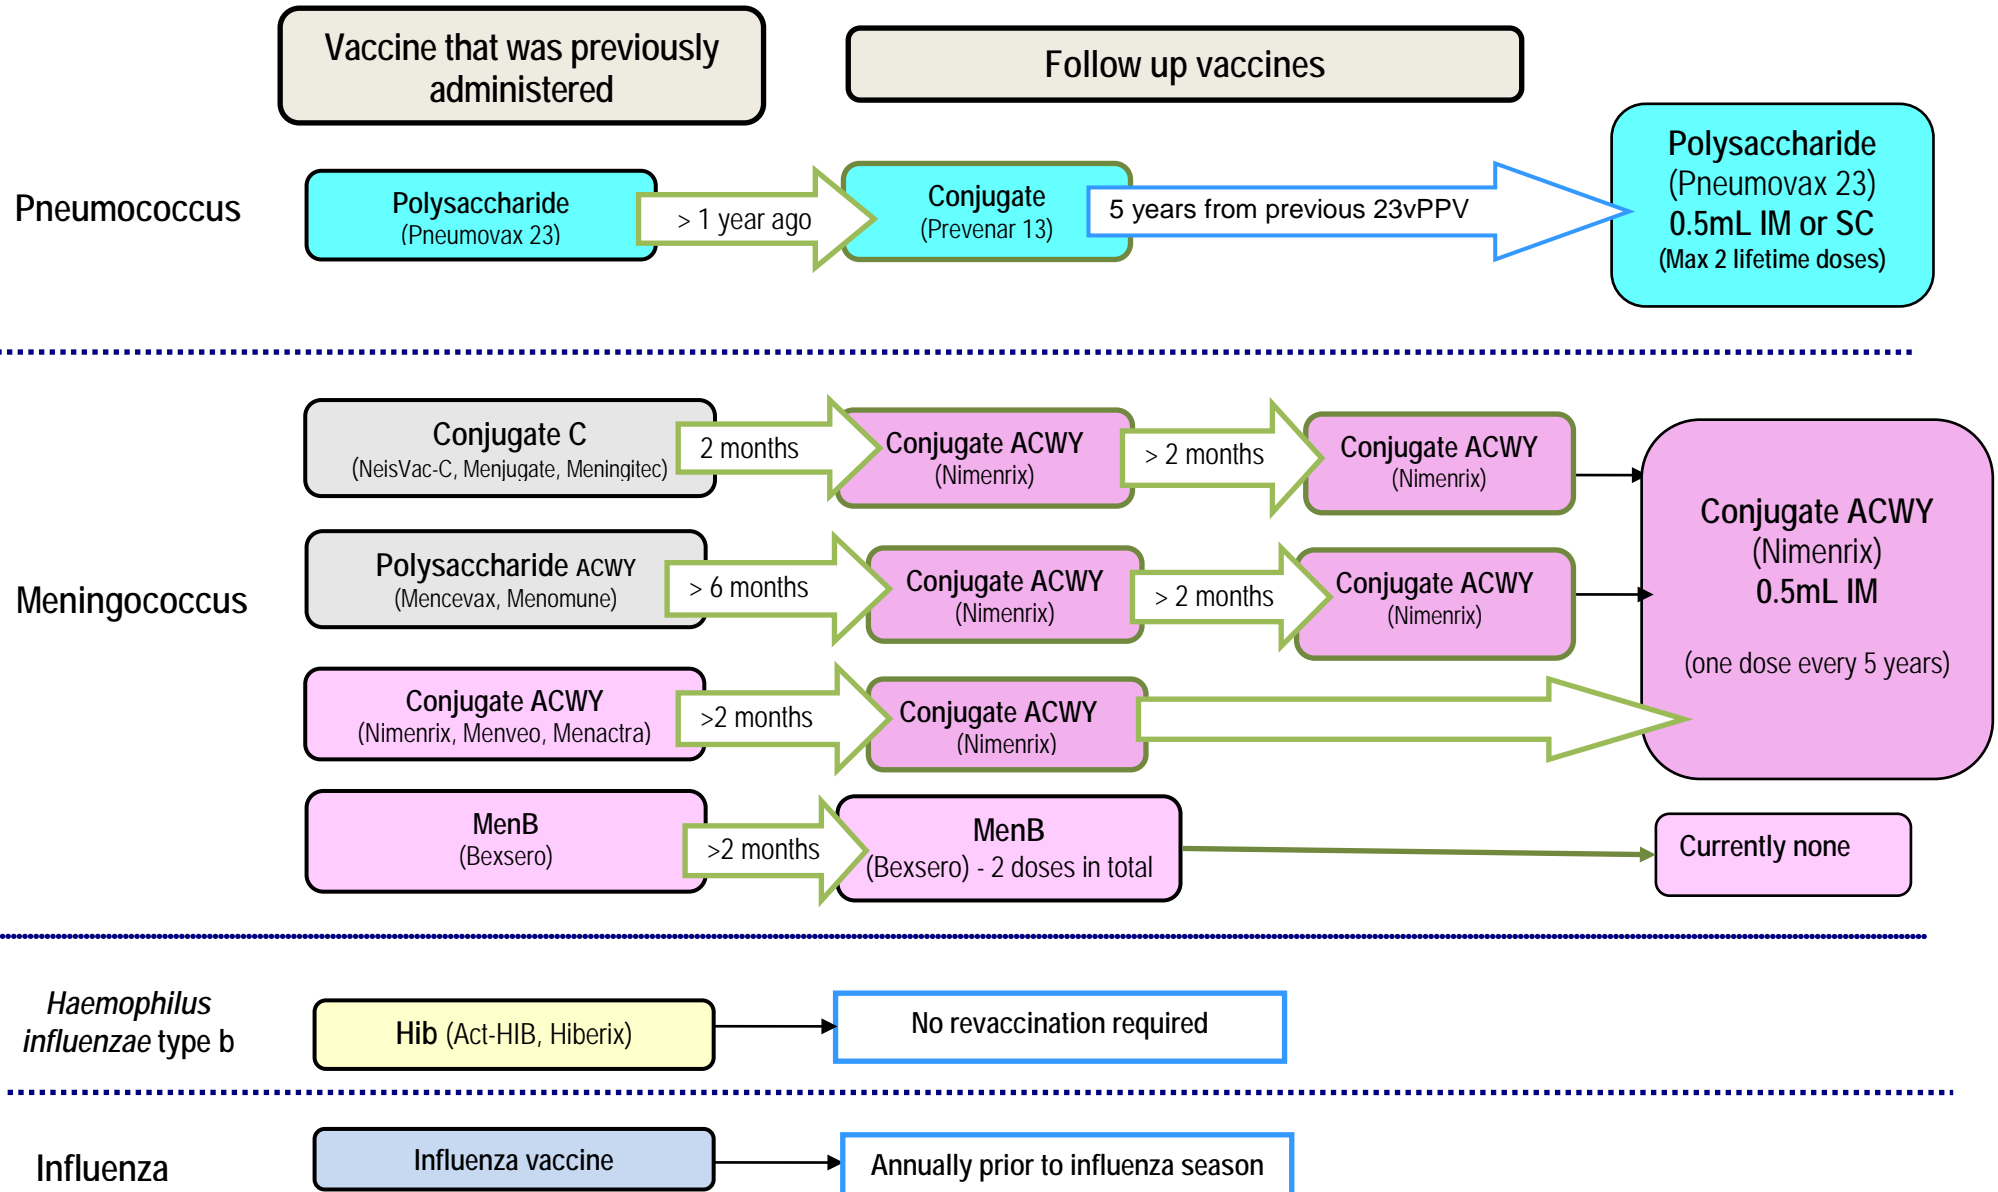 Vaccine that was previously
administered
Follow up vaccines
Pneumococcus
Polysaccharide
(Pneumovax 23)
> 1 year ago
Conjugate
(Prevenar 13)
5 years from previous 23vPPV
Polysaccharide
(Pneumovax 23)
0.5mL IM or SC
(Max 2 lifetime doses)
Meningococcus
Conjugate C
(NeisVac-C, Menjugate, Meningitec)
2 months
Conjugate ACWY
(Nimenrix)
> 2 months
Conjugate ACWY
(Nimenrix)
Polysaccharide ACWY
(Mencevax, Menomune)
> 6 months
Conjugate ACWY
(Nimenrix)
> 2 months
Conjugate ACWY
(Nimenrix)
Conjugate ACWY
(Nimenrix)
0.5mL IM
(one dose every 5 years)
Conjugate ACWY
(Nimenrix, Menveo, Menactra)
>2 months
Conjugate ACWY
(Nimenrix)
MenB
(Bexsero)
>2 months
MenB
(Bexsero) - 2 doses in total
Currently none
Haemophilus
influenzae type b
Hib (Act-HIB, Hiberix)
No revaccination required
Influenza
Influenza vaccine
Annually prior to influenza season